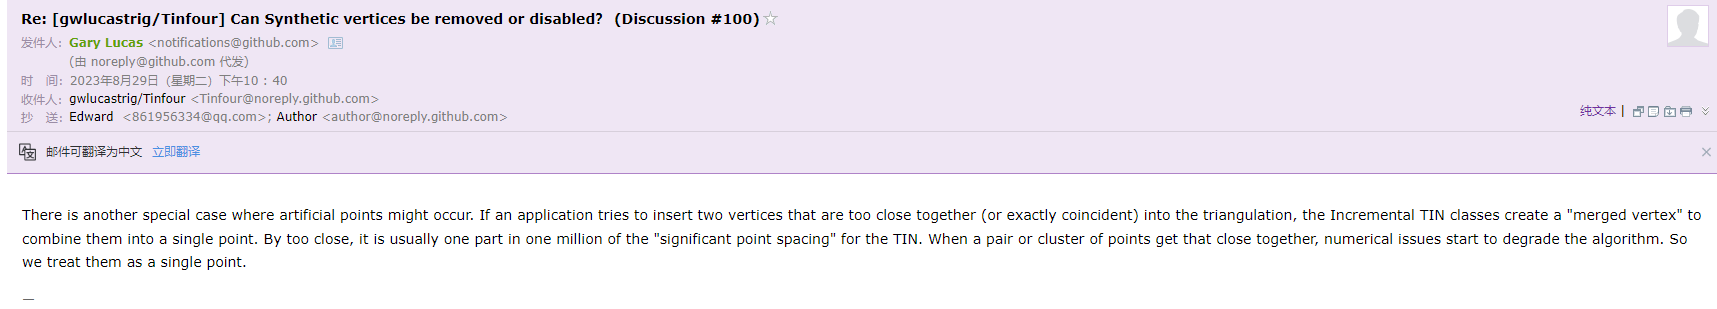 Re: [gwlucastrig/Tinfour] Can Synthetic vertices be removed or disabled? (Discussion #100)
发件人: Gary Lucas <notifications@github.com>
(由 noreply@github.com 代发)
时 间: 2023年8月29日 (星期二) 下午10 : 40
收件人: gwlucastrig/Tinfour <Tinfour@noreply.github.com>
抄 送: Edward <861956334@qq.com>; Author <author@noreply.github.com>
纯文本 |
邮件可翻译为中文 立即翻译
There is another special case where artificial points might occur. If an application tries to insert two vertices that are too close together (or exactly coincident) into the triangulation, the Incremental TIN classes create a "merged vertex" to
combine them into a single point. By too close, it is usually one part in one million of the "significant point spacing" for the TIN. When a pair or cluster of points get that close together, numerical issues start to degrade the algorithm. So
we treat them as a single point.
—